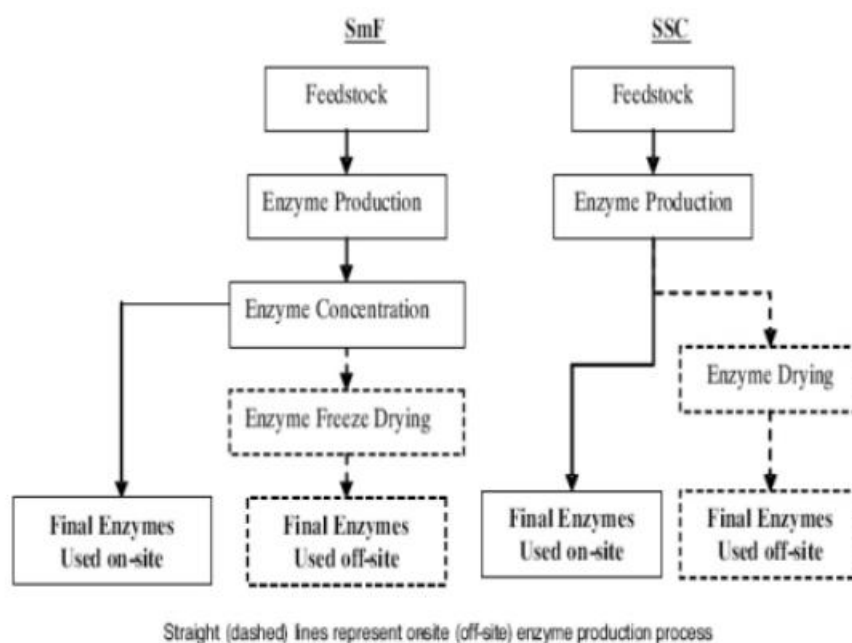 SmF
Feedstock
Enzyme Production
Enzyme Concentration
Enzyme Freeze Drying
Final Enzymes
Used on-site
Final Enzymes
Used off-site
SSC
Feedstock
Enzyme Production
Enzyme Drying
Final Enzymes
Used on-site
Final Enzymes
Used off-site
Straight (dashed) lines represent onsite (off-site) enzyme production process